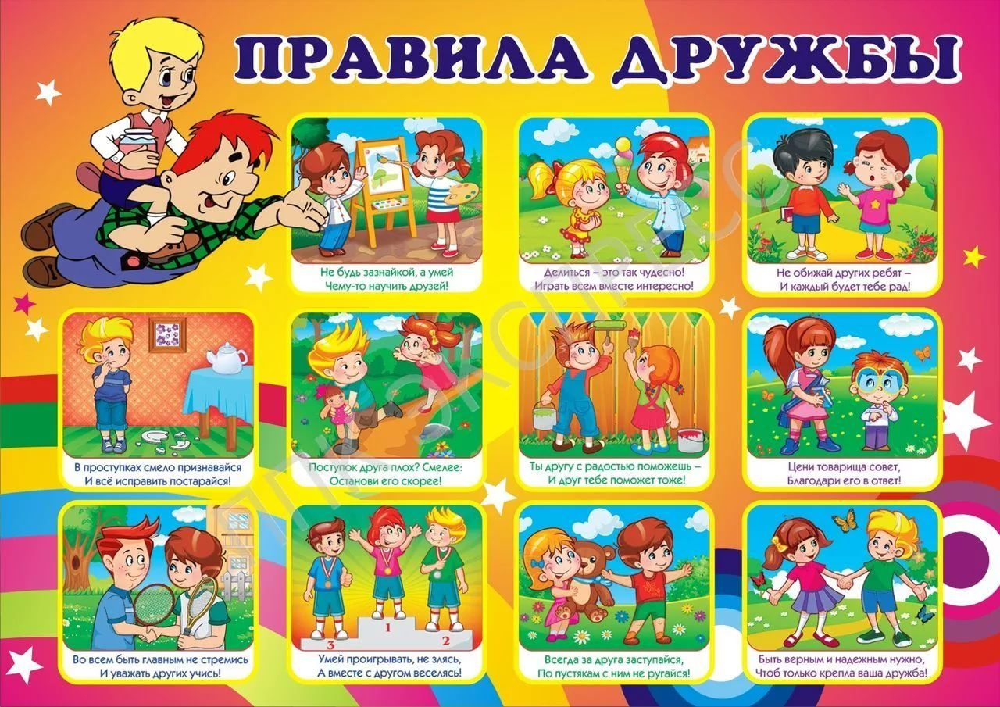 ПРАВИЛА ДРУЖБЫ
Не будь зазнайкой, а умей
Чему-то научить друзей!
Делиться – это так чудесно!
Играть всем вместе интересно!
Не обижай других ребят –
И каждый будет тебе рад!
В проступках смело признавайся
И всё исправить постарайся!
Поступок друга плох? Смелее:
Останови его скорее!
Ты другу с радостью поможешь –
И друг тебе поможет тоже!
Цени товарища совет,
Благодари его в ответ!
Во всем быть главным не стремись
И уважать других учись!
3
1
2
Умей проигрывать, не злясь,
А вместе с другом веселясь!
Всегда за друга заступайся,
По пустякам с ним не ругайся!
Быть верным и надежным нужно,
Чтоб только крепла ваша дружба!